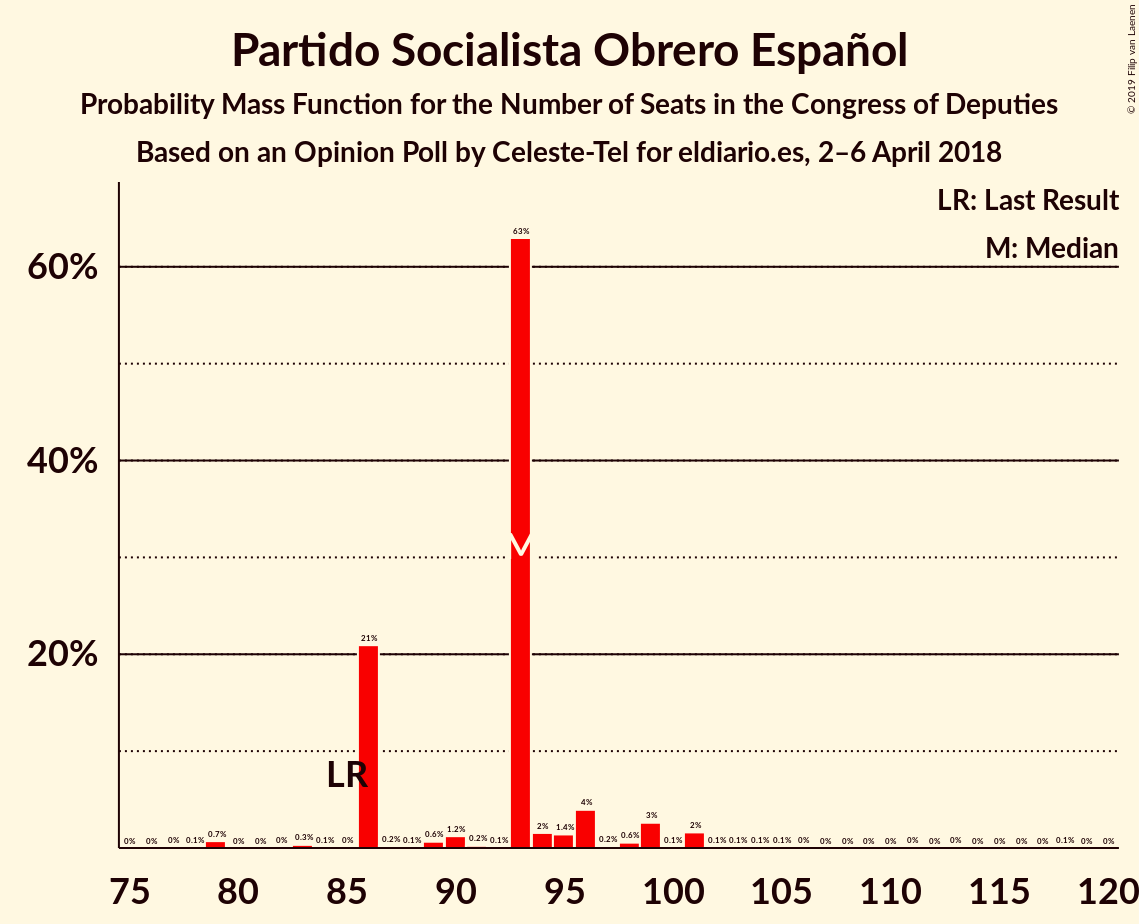 Partido Socialista Obrero Español
Probability Mass Function for the Number of Seats in the Congress of Deputies
Based on an Opinion Poll by Celeste-Tel for eldiario.es, 2–6 April 2018
© 2019 Filip van Laenen
LR: Last Result
M: Median
60%
40%
20%
63%
M
21%
LR
0% 0% 0% 0.1% 0.7% 0% 0% 0% 0.3% 0.1% 0% 0.2% 0.1% 0.6% 1.2% 0.2% 0.1% 2% 1.4% 4% 0.2% 0.6% 3% 0.1% 2% 0.1% 0.1% 0.1% 0.1% 0% 0% 0% 0% 0% 0% 0% 0% 0% 0% 0% 0% 0.1% 0% 0%
75 80 85 90 95 100 105 110 115 120